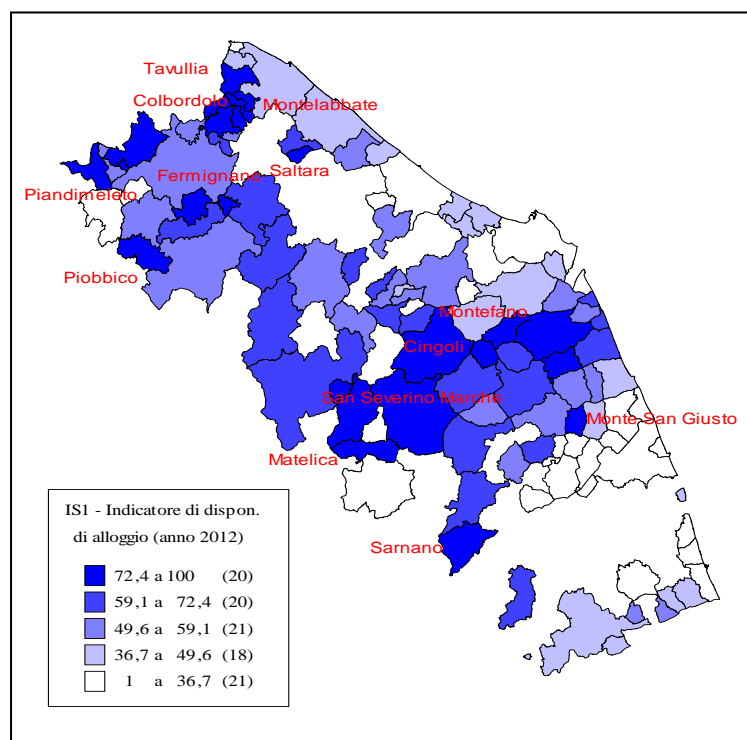 Tavullia
Colbordolo
Montelabbate
Saltara
Fermignano
Piandimeleto
Piobbico
Montefano
Cingoli
San Severino Marche
Monte San Giusto
Matelica
Sarnano
IS1 - Indicatore di dispon.
di alloggio (anno 2012)
72,4 a 100 (20)
59,1 a 72,4 (20)
49,6 a 59,1 (21)
36,7 a 49,6 (18)
1 a 36,7 (21)